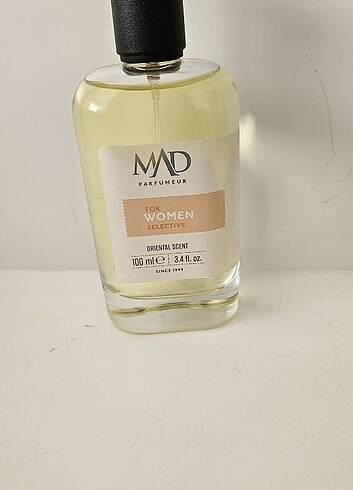 MAD
PARFUMEUR
FOR
WOMEN
SELECTIVE
ORIENTAL SCENT
100 ml ℮ 3.4 fl. oz.
SINCE 1999